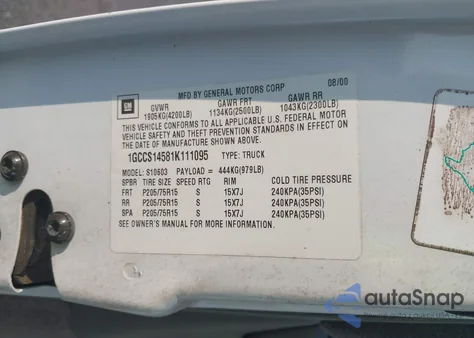 MFD BY GENERAL MOTORS CORP 08/00
GM GVWR GAWR FRT GAWR RR
1905KG(4200LB) 1134KG(2500LB) 1043KG(2300LB)
THIS VEHICLE CONFORMS TO ALL APPLICABLE U.S. FEDERAL MOTOR
VEHICLE SAFETY AND THEFT PREVENTION STANDARDS IN EFFECT ON
THE DATE OF MANUFACTURE SHOWN ABOVE.
1GCCS14581K111095 TYPE: TRUCK
MODEL: S10603 PAYLOAD = 444KG(979LB)
SPBR TIRE SIZE SPEED RTG RIM COLD TIRE PRESSURE
FRT P205/75R15 S 15X7J 240KPA(35PSI)
RR P205/75R15 S 15X7J 240KPA(35PSI)
SPA P205/75R15 S 15X7J 240KPA(35PSI)
SEE OWNER'S MANUAL FOR MORE INFORMATION.
autaSnap